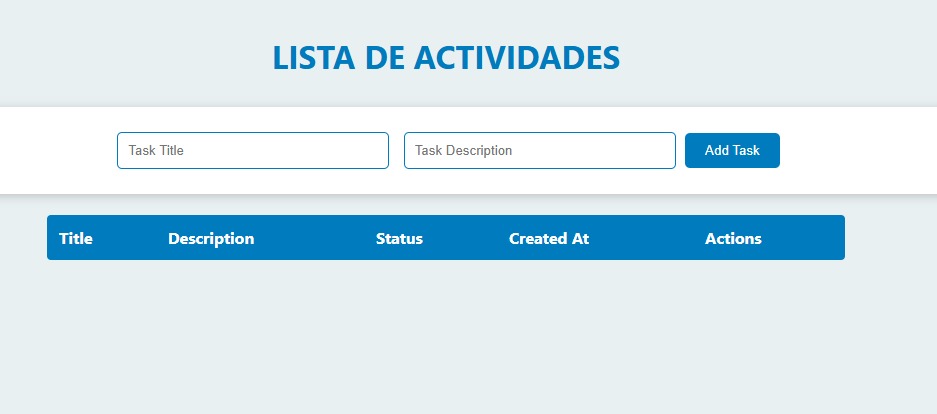 LISTA DE ACTIVIDADES
Task Title Task Description Add Task
Title Description Status Created At Actions